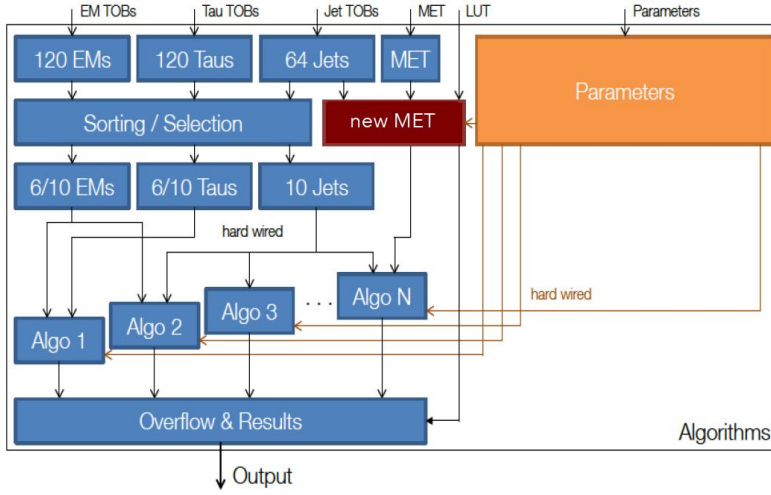 EM TOBs Tau TOBs Jet TOBs MET LUT Parameters
120 EMs 120 Taus 64 Jets MET
Parameters
Sorting / Selection new MET
6/10 EMs 6/10 Taus 10 Jets
hard wired
hard wired
Algo 1 Algo 2 Algo 3 ... Algo N
Overflow & Results
Algorithms
Output